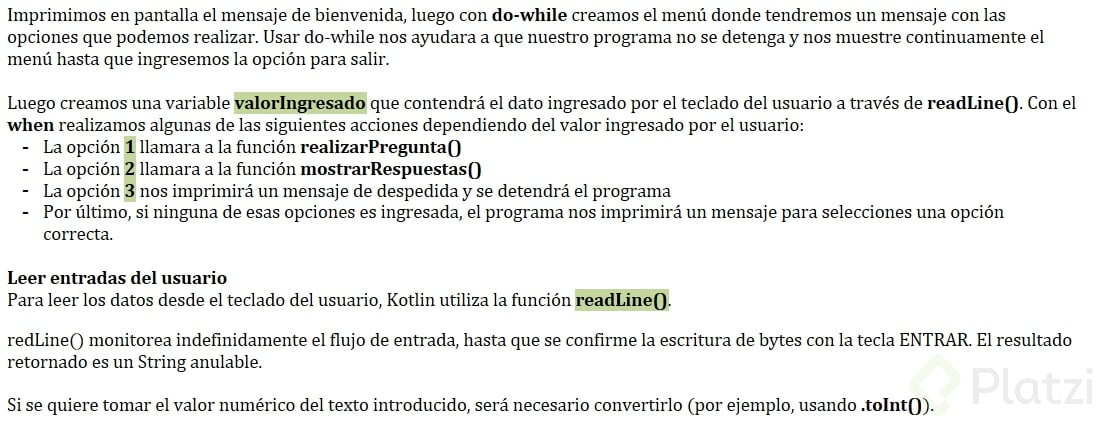 Imprimimos en pantalla el mensaje de bienvenida, luego con do-while creamos el menú donde tendremos un mensaje con las
opciones que podemos realizar. Usar do-while nos ayudara a que nuestro programa no se detenga y nos muestre continuamente el
menú hasta que ingresemos la opción para salir.
Luego creamos una variable valorIngresado que contendrá el dato ingresado por el teclado del usuario a través de readLine(). Con el
when realizamos algunas de las siguientes acciones dependiendo del valor ingresado por el usuario:
- La opción 1 llamara a la función realizarPregunta()
- La opción 2 llamara a la función mostrarRespuestas()
- La opción 3 nos imprimirá un mensaje de despedida y se detendrá el programa
- Por último, si ninguna de esas opciones es ingresada, el programa nos imprimirá un mensaje para selecciones una opción
correcta.
Leer entradas del usuario
Para leer los datos desde el teclado del usuario, Kotlin utiliza la función readLine().
redLine() monitorea indefinidamente el flujo de entrada, hasta que se confirme la escritura de bytes con la tecla ENTRAR. El resultado
retornado es un String anulable.
Si se quiere tomar el valor numérico del texto introducido, será necesario convertirlo (por ejemplo, usando .toInt()).
Platzi